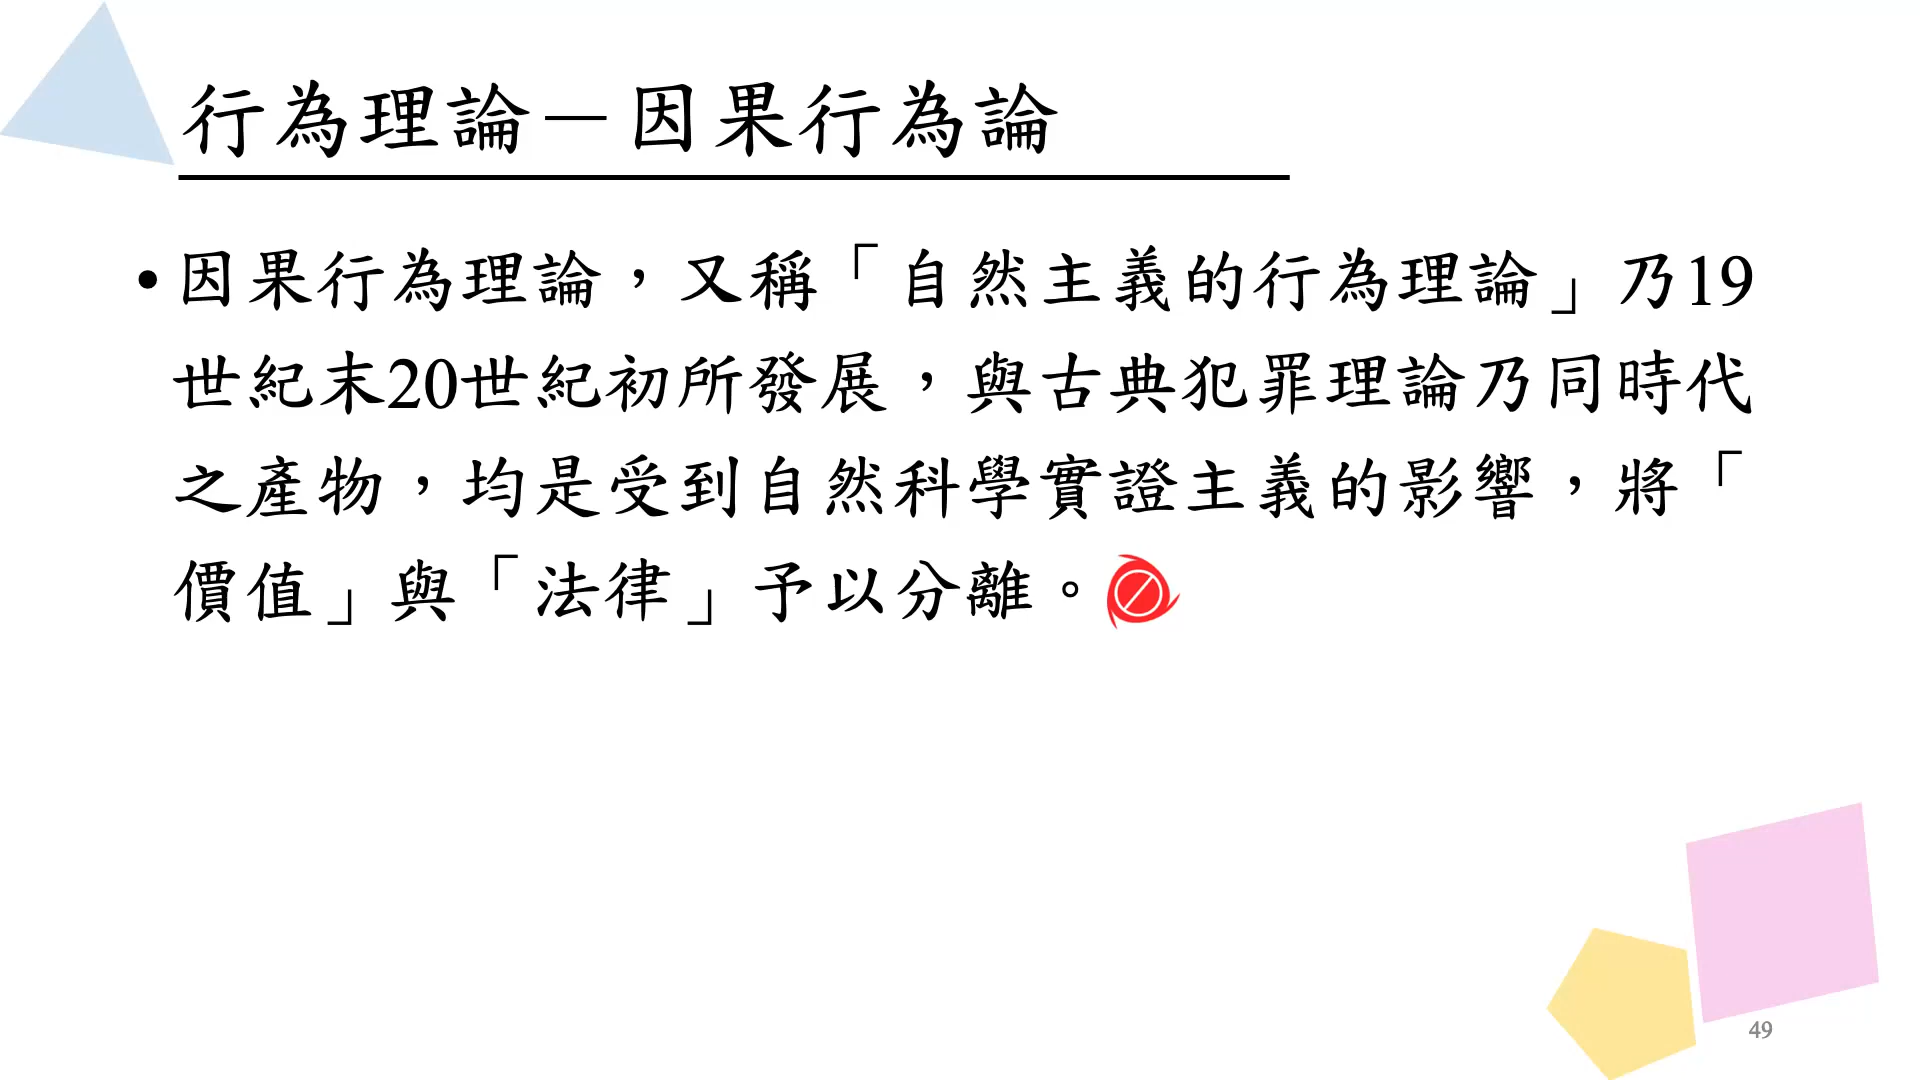 行為理論－因果行為論
•因果行為理論，又稱「自然主義的行為理論」乃19
世紀末20世紀初所發展，與古典犯罪理論乃同時代
之產物，均是受到自然科學實證主義的影響，將「
價值」與「法律」予以分離。
49